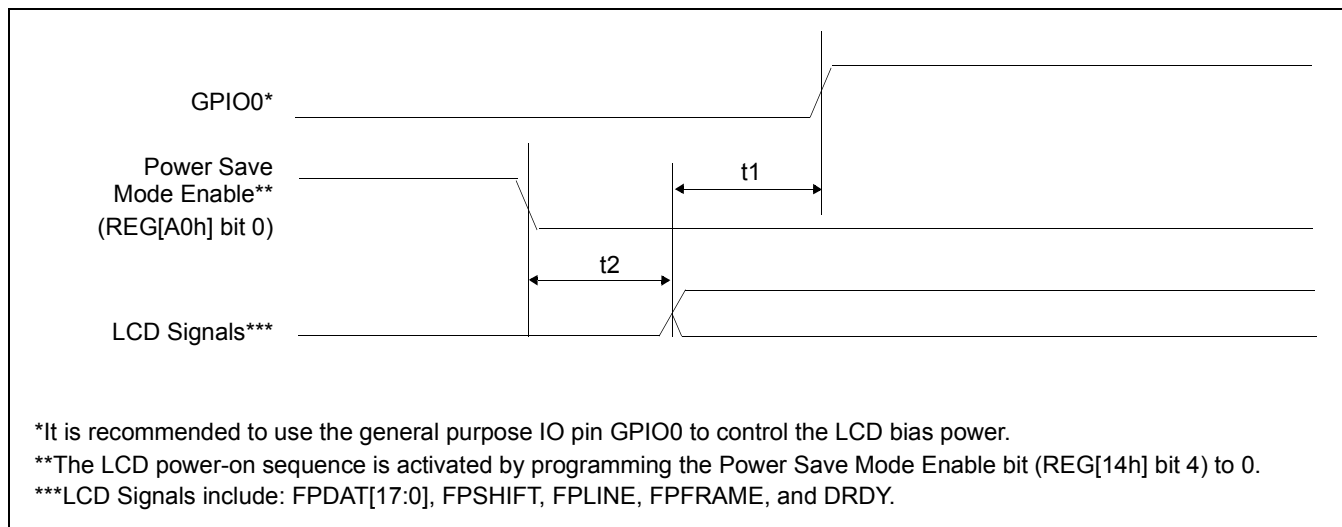 GPIO0*
Power Save
Mode Enable**
(REG[A0h] bit 0)
t1
t2
LCD Signals***
*It is recommended to use the general purpose IO pin GPIO0 to control the LCD bias power.
**The LCD power-on sequence is activated by programming the Power Save Mode Enable bit (REG[14h] bit 4) to 0.
***LCD Signals include: FPDAT[17:0], FPSHIFT, FPLINE, FPFRAME, and DRDY.